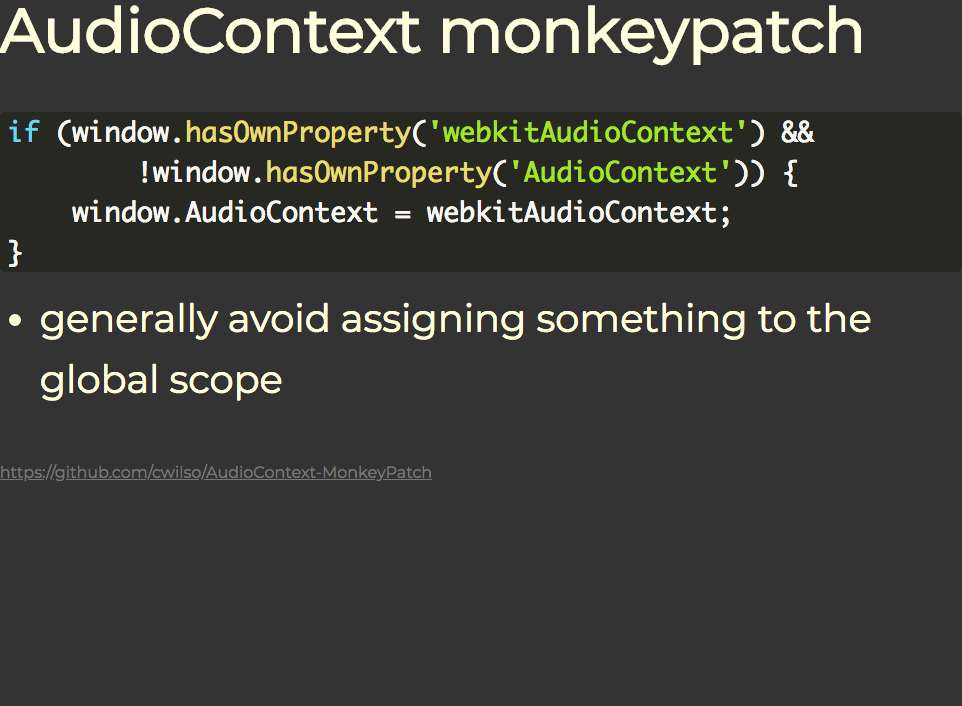 AudioContext monkeypatch
if (window.hasOwnProperty('webkitAudioContext') &&
!window.hasOwnProperty('AudioContext')) {
window.AudioContext = webkitAudioContext;
}
• generally avoid assigning something to the
global scope
https://github.com/cwilso/AudioContext-MonkeyPatch